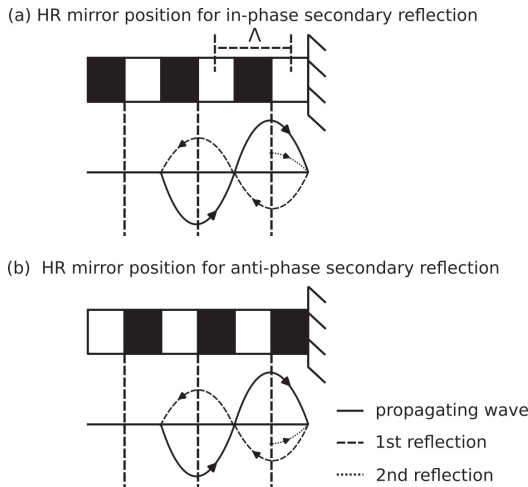 (a) HR mirror position for in-phase secondary reflection
Λ
(b) HR mirror position for anti-phase secondary reflection
propagating wave
1st reflection
2nd reflection